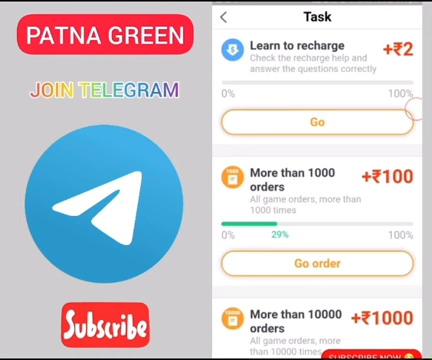 PATNA GREEN
JOIN TELEGRAM
Subscribe
Task
Learn to recharge
+₹2
Check the recharge help and
answer the questions correctly
0%
100%
Go
1000
More than 1000
orders
+₹100
All game orders, more than
1000 times
0%
29%
100%
Go order
10000
More than 10000
orders
+₹1000
All game orders, more
than 10000 times
SUBSCRIBE NOW